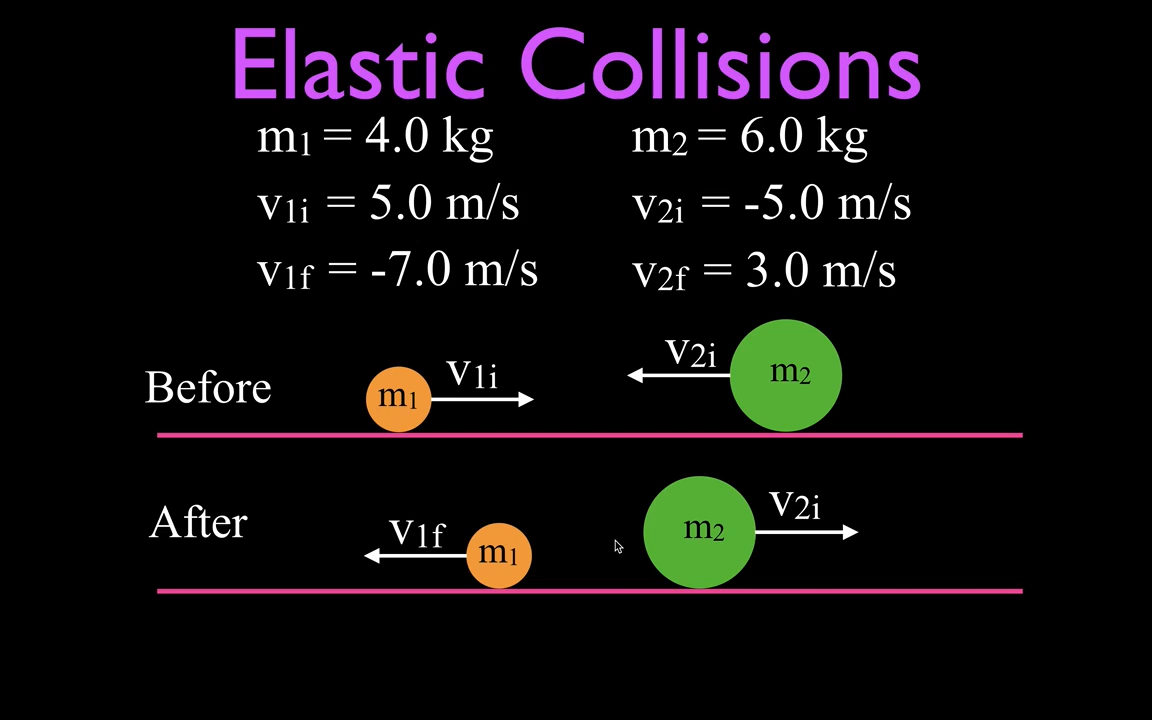 Elastic Collisions
m1 = 4.0 kg
m2 = 6.0 kg
v1i = 5.0 m/s
v2i = -5.0 m/s
v1f = -7.0 m/s
v2f = 3.0 m/s
Before
m1
v1i
v2i
m2
After
v1f
m1
m2
v2i